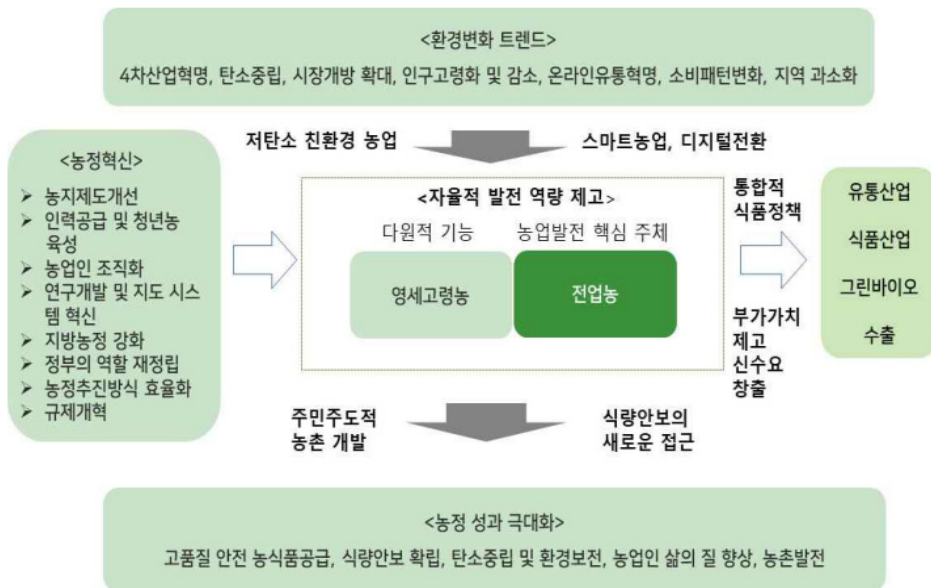 <환경변화 트렌드>
4차산업혁명, 탄소중립, 시장개방 확대, 인구고령화 및 감소, 온라인유통혁명, 소비패턴변화, 지역 과소화
저탄소 친환경 농업
스마트농업, 디지털전환
<농정혁신>
➢ 농지제도개선
➢ 인력공급 및 청년농
육성
➢ 농업인 조직화
➢ 연구개발 및 지도 시스
템 혁신
➢ 지방농정 강화
➢ 정부의 역할 재정립
➢ 농정추진방식 효율화
➢ 규제개혁
<자율적 발전 역량 제고>
다원적 기능
농업발전 핵심 주체
영세고령농
전업농
통합적
식품정책
부가가치
제고
신수요
창출
유통산업
식품산업
그린바이오
수출
주민주도적
농촌 개발
식량안보의
새로운 접근
<농정 성과 극대화>
고품질 안전 농식품공급, 식량안보 확립, 탄소중립 및 환경보전, 농업인 삶의 질 향상, 농촌발전